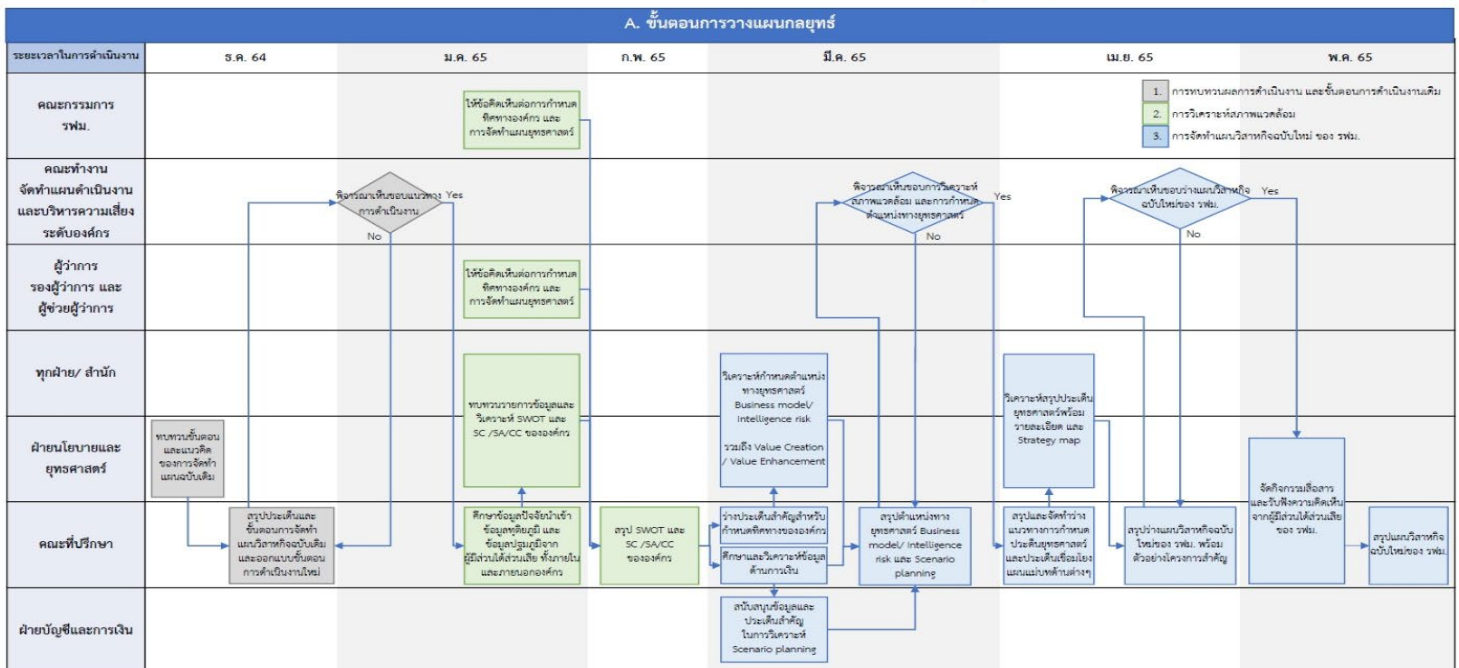 A. ขั้นตอนการวางแผนกลยุทธ์
ระยะเวลาในการดำเนินงาน
ธ.ค. 64
ม.ค. 65
ก.พ. 65
มี.ค. 65
เม.ย. 65
พ.ค. 65
คณะกรรมการ
รฟม.
ให้ข้อคิดเห็นต่อการกำหนด
ทิศทางองค์กร และ
การจัดทำแผนยุทธศาสตร์
1. การทบทวนผลการดำเนินงาน และขั้นตอนการดำเนินงานเดิม
2. การวิเคราะห์สภาพแวดล้อม
3. การจัดทำแผนวิสาหกิจฉบับใหม่ ของ รฟม.
คณะทำงาน
จัดทำแผนดำเนินงาน
และบริหารความเสี่ยง
ระดับองค์กร
พิจารณาเห็นชอบแนวทาง
การดำเนินงาน
Yes
No
พิจารณาเห็นชอบการวิเคราะห์
สภาพแวดล้อม และการกำหนด
ตำแหน่งทางยุทธศาสตร์
Yes
No
พิจารณาเห็นชอบร่างแผนวิสาหกิจ
ฉบับใหม่ของ รฟม.
Yes
No
ผู้ว่าการ
รองผู้ว่าการ และ
ผู้ช่วยผู้ว่าการ
ให้ข้อคิดเห็นต่อการกำหนด
ทิศทางองค์กร และ
การจัดทำแผนยุทธศาสตร์
ทุกฝ่าย/ สำนัก
ทบทวนรายการข้อมูลและ
วิเคราะห์ SWOT และ
SC /SA/CC ขององค์กร
วิเคราะห์กำหนดตำแหน่ง
ทางยุทธศาสตร์
Business model/
Intelligence risk
รวมถึง Value Creation
/ Value Enhancement
วิเคราะห์สรุปประเด็น
ยุทธศาสตร์พร้อม
รายละเอียด และ
Strategy map
ฝ่ายนโยบายและ
ยุทธศาสตร์
ทบทวนขั้นตอน
และแนวคิด
ของการจัดทำ
แผนฉบับเดิม
จัดกิจกรรมสื่อสาร
และรับฟังความคิดเห็น
จากผู้มีส่วนได้ส่วนเสีย
ของ รฟม.
คณะที่ปรึกษา
สรุปประเด็นและ
ขั้นตอนการจัดทำ
แผนวิสาหกิจฉบับเดิม
และออกแบบขั้นตอน
การดำเนินงานใหม่
ศึกษาข้อมูลปัจจัยนำเข้า
ข้อมูลทุติยภูมิ และ
ข้อมูลปฐมภูมิจาก
ผู้มีส่วนได้ส่วนเสีย ทั้งภายใน
และภายนอกองค์กร
สรุป SWOT และ
SC /SA/CC
ขององค์กร
ร่างประเด็นสำคัญสำหรับ
กำหนดทิศทางขององค์กร
ศึกษาและวิเคราะห์ข้อมูล
ด้านการเงิน
สรุปตำแหน่งทาง
ยุทธศาสตร์ Business
model/ Intelligence
risk และ Scenario
planning
สรุปและจัดทำร่าง
แนวทางการกำหนด
ประเด็นยุทธศาสตร์
และประเด็นเชื่อมโยง
แผนแม่บทด้านต่างๆ
สรุปร่างแผนวิสาหกิจฉบับ
ใหม่ของ รฟม. พร้อม
ตัวอย่างโครงการสำคัญ
สรุปแผนวิสาหกิจ
ฉบับใหม่ของ รฟม.
ฝ่ายบัญชีและการเงิน
สนับสนุนข้อมูลและ
ประเด็นสำคัญ
ในการวิเคราะห์
Scenario planning